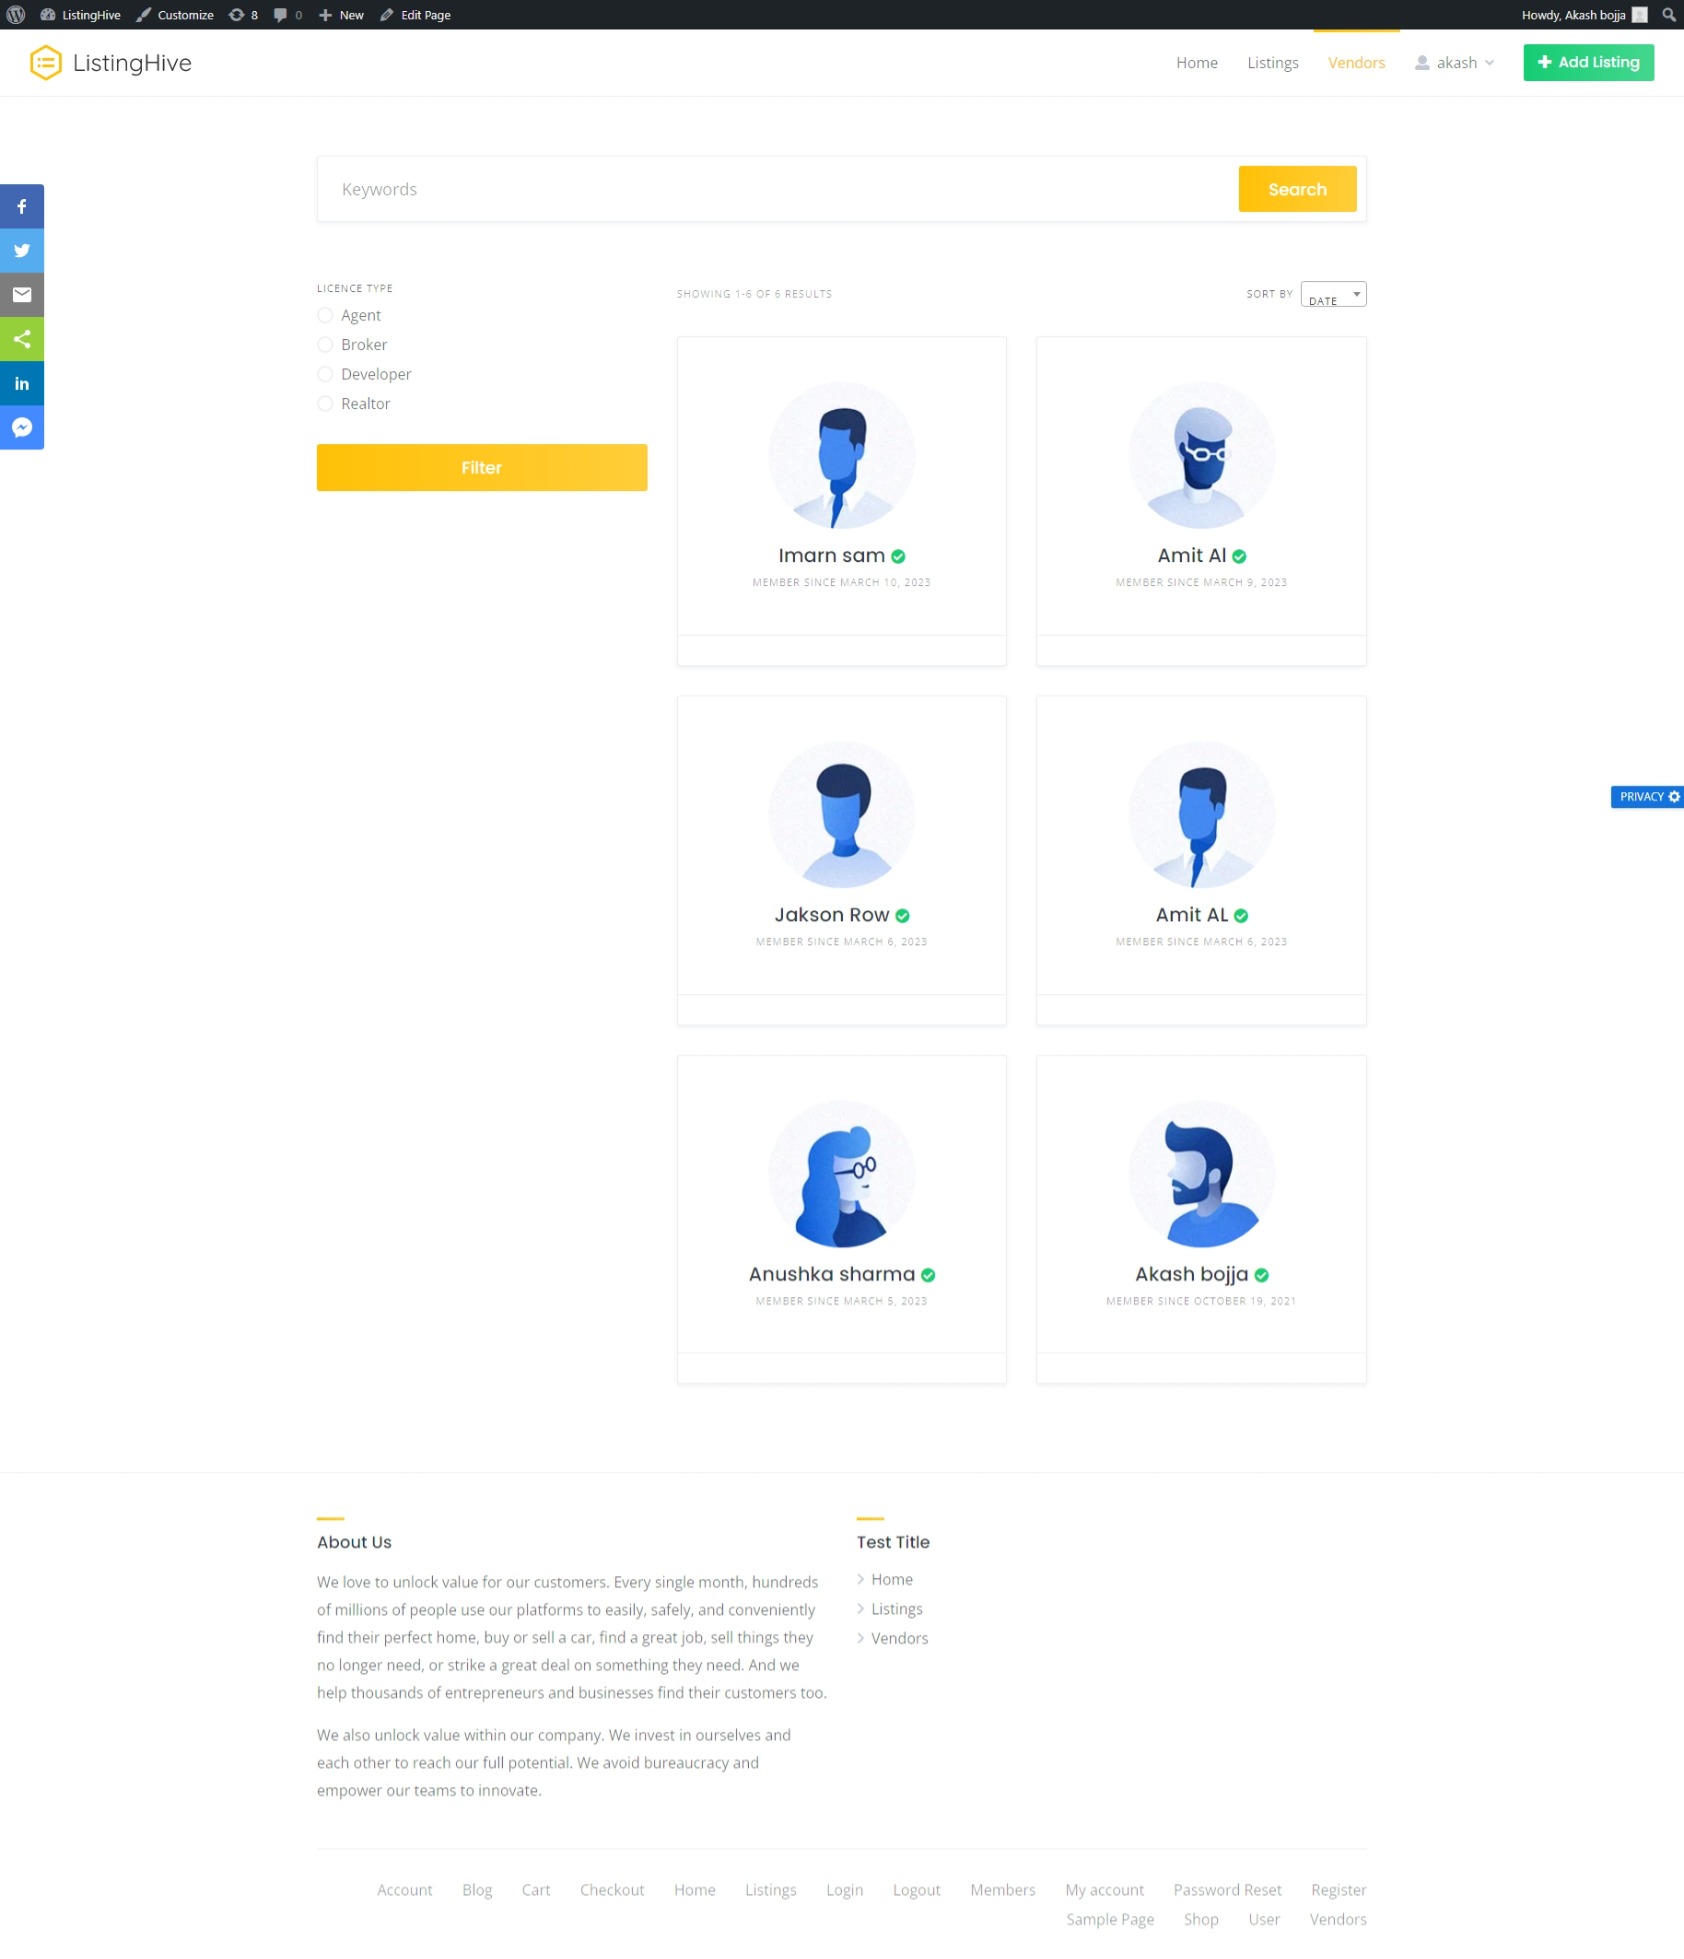 ListingHive Customize 8 0 New Edit Page Howdy, Akash bojja
ListingHive Home Listings Vendors akash Add Listing
Keywords Search
LICENCE TYPE
Agent
Broker
Developer
Realtor
Filter
SHOWING 1-6 OF 6 RESULTS SORT BY DATE
Imarn sam
MEMBER SINCE MARCH 10, 2023
Amit Al
MEMBER SINCE MARCH 9, 2023
Jakson Row
MEMBER SINCE MARCH 6, 2023
Amit AL
MEMBER SINCE MARCH 6, 2023
PRIVACY
Anushka sharma
MEMBER SINCE MARCH 5, 2023
Akash bojja
MEMBER SINCE OCTOBER 19, 2021
About Us
We love to unlock value for our customers. Every single month, hundreds
of millions of people use our platforms to easily, safely, and conveniently
find their perfect home, buy or sell a car, find a great job, sell things they
no longer need, or strike a great deal on something they need. And we
help thousands of entrepreneurs and businesses find their customers too.
We also unlock value within our company. We invest in ourselves and
each other to reach our full potential. We avoid bureaucracy and
empower our teams to innovate.
Test Title
Home
Listings
Vendors
Account Blog Cart Checkout Home Listings Login Logout Members My account Password Reset Register
Sample Page Shop User Vendors